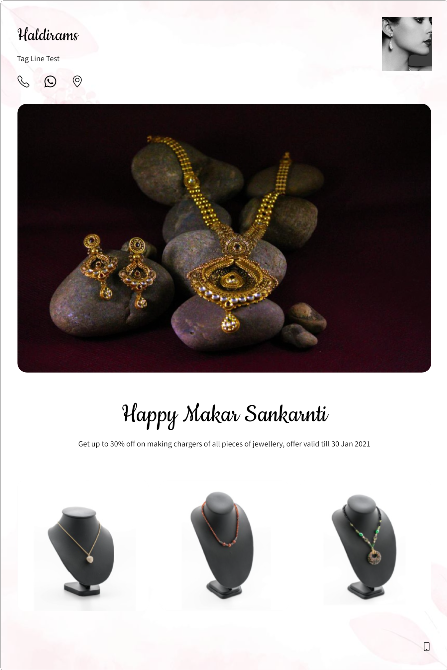 Haldirams
Tag Line Test
Happy Makar Sankarnti
Get up to 30% off on making chargers of all pieces of jewellery, offer valid till 30 Jan 2021